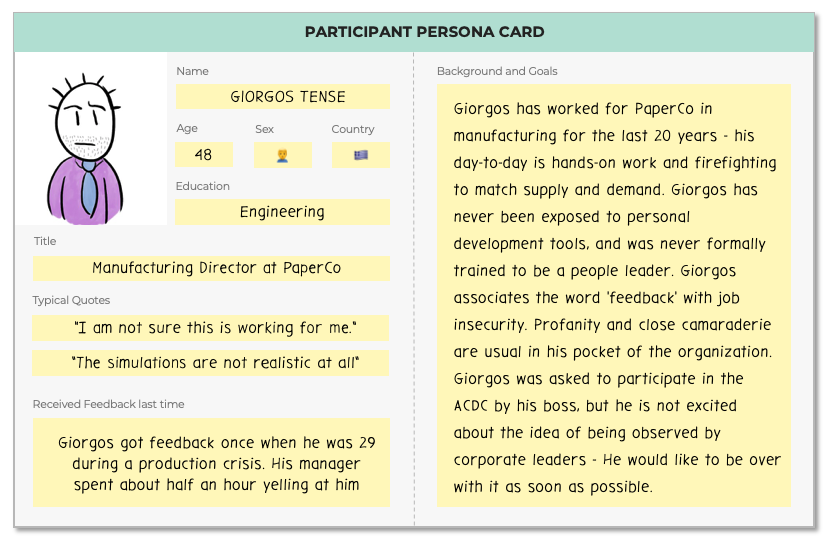 PARTICIPANT PERSONA CARD
Name
GIORGOS TENSE
Age
Sex
Country
48
Education
Engineering
Title
Manufacturing Director at PaperCo
Typical Quotes
"I am not sure this is working for me."
"The simulations are not realistic at all"
Received Feedback last time
Giorgos got feedback once when he was 29
during a production crisis. His manager
spent about half an hour yelling at him
Background and Goals
Giorgos has worked for PaperCo in
manufacturing for the last 20 years - his
day-to-day is hands-on work and firefighting
to match supply and demand. Giorgos has
never been exposed to personal
development tools, and was never formally
trained to be a people leader. Giorgos
associates the word 'feedback' with job
insecurity. Profanity and close camaraderie
are usual in his pocket of the organization.
Giorgos was asked to participate in the
ACDC by his boss, but he is not excited
about the idea of being observed by
corporate leaders - He would like to be over
with it as soon as possible.